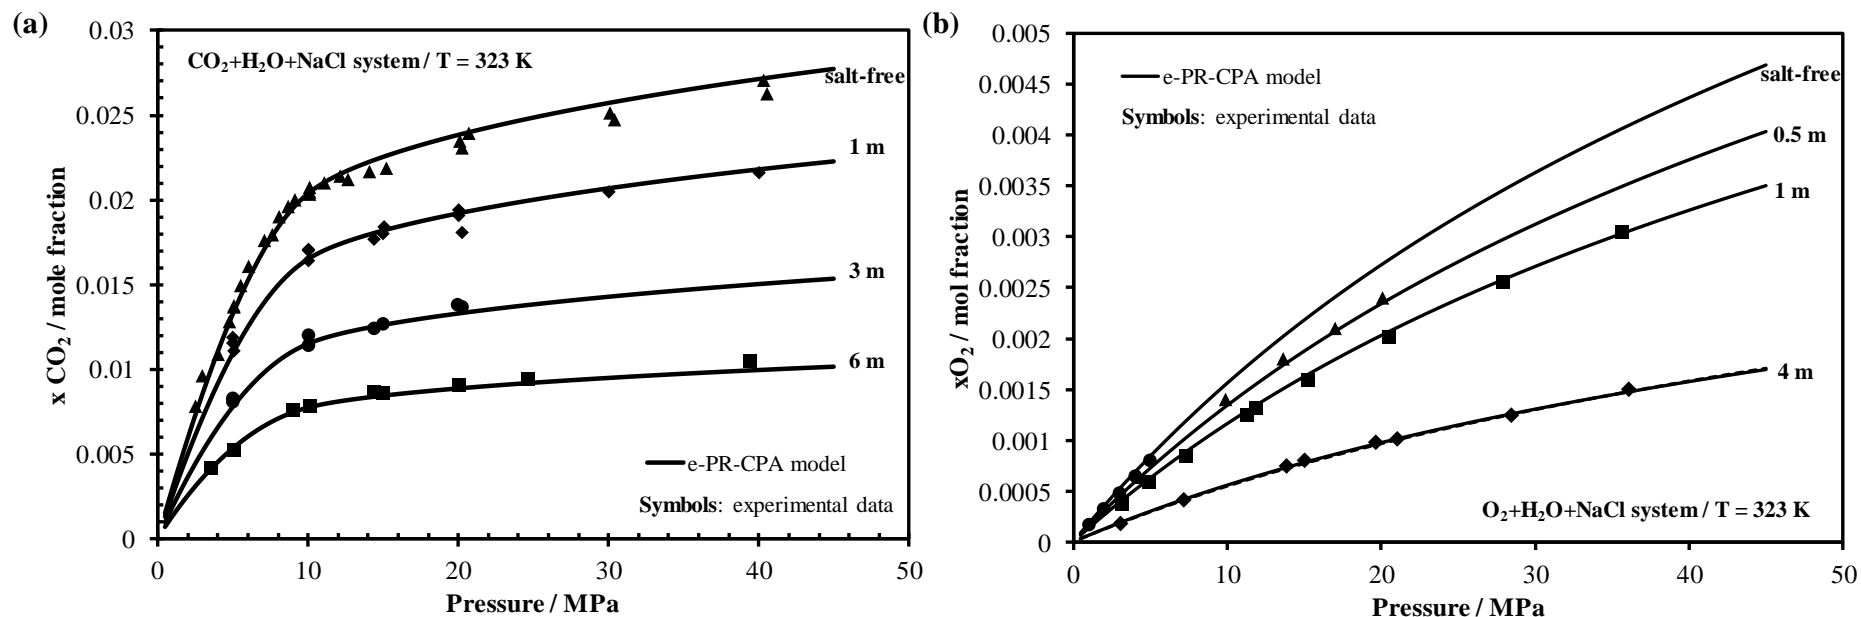 (a)
CO₂+H₂O+NaCl system / T = 323 K
salt-free
1 m
3 m
6 m
e-PR-CPA model
Symbols: experimental data
x CO₂ / mole fraction
0.03
0.025
0.02
0.015
0.01
0.005
0
0 10 20 30 40 50
Pressure / MPa
(b)
e-PR-CPA model
Symbols: experimental data
salt-free
0.5 m
1 m
4 m
O₂+H₂O+NaCl system / T = 323 K
xO₂ / mol fraction
0.005
0.0045
0.004
0.0035
0.003
0.0025
0.002
0.0015
0.001
0.0005
0
0 10 20 30 40 50
Pressure / MPa